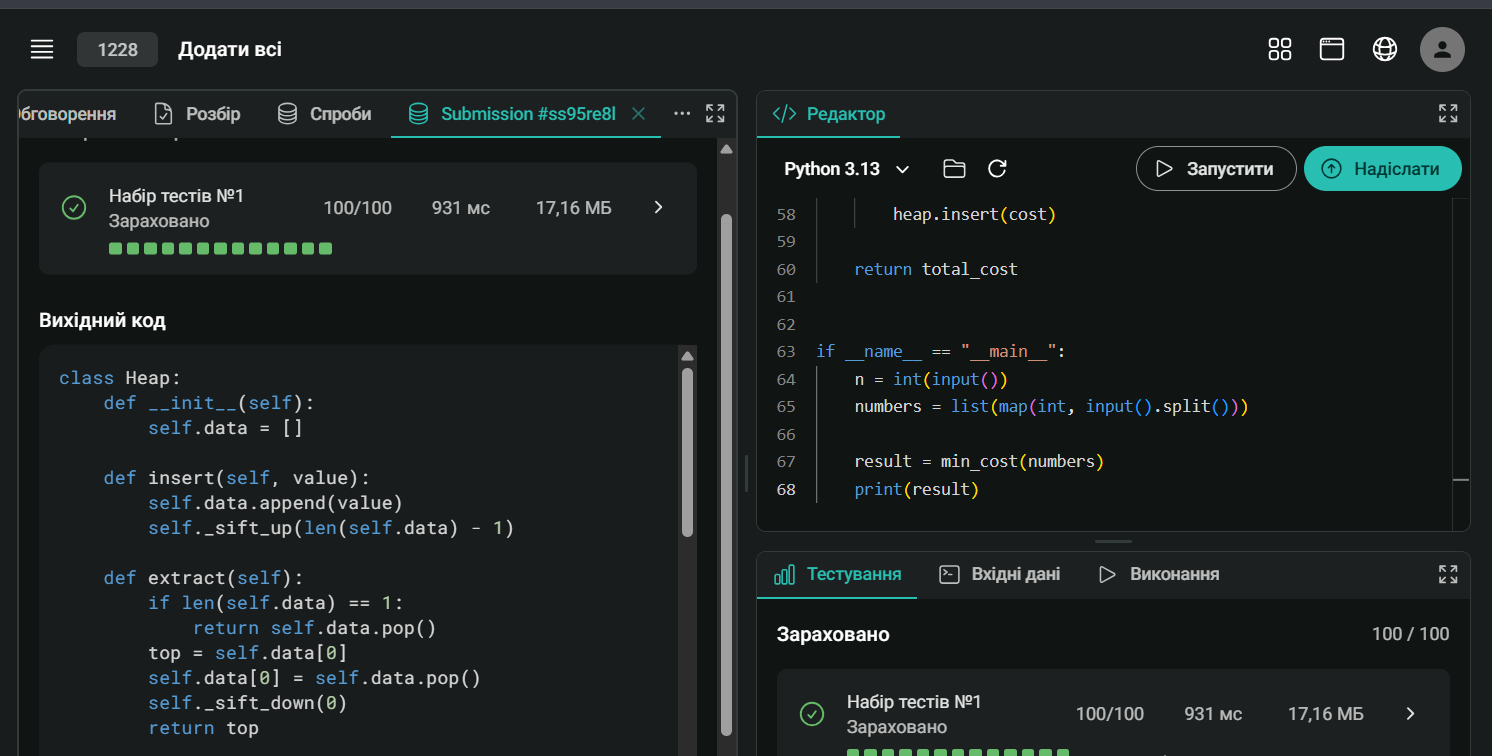 1228 Додати всі
бговорення Розбір Спроби Submission #ss95re8l
Набір тестів №1
Зараховано
100/100 931 мс 17,16 МБ
Вихідний код
class Heap:
    def __init__(self):
        self.data = []
    def insert(self, value):
        self.data.append(value)
        self._sift_up(len(self.data) - 1)
    def extract(self):
        if len(self.data) == 1:
            return self.data.pop()
        top = self.data[0]
        self.data[0] = self.data.pop()
        self._sift_down(0)
        return top
Редактор
Python 3.13 Запустити Надіслати
58 heap.insert(cost)
59
60 return total_cost
61
62
63 if __name__ == "__main__":
64 n = int(input())
65 numbers = list(map(int, input().split()))
66
67 result = min_cost(numbers)
68 print(result)
Тестування Вхідні дані Виконання
Зараховано 100 / 100
Набір тестів №1
Зараховано
100/100 931 мс 17,16 МБ